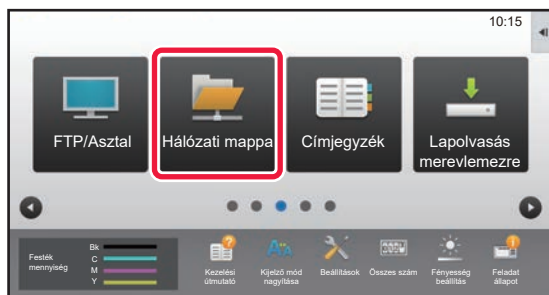 10:15
FTP/Asztal
Hálózati mappa
Címjegyzék
Lapolvasás
merevlemezre
Festék
mennyiség
Bk
C
M
Y
Kezelési
útmutató
Kijelző mód
nagyítása
Beállítások
Összes szám
Fényesség
beállítás
Feladat
állapot